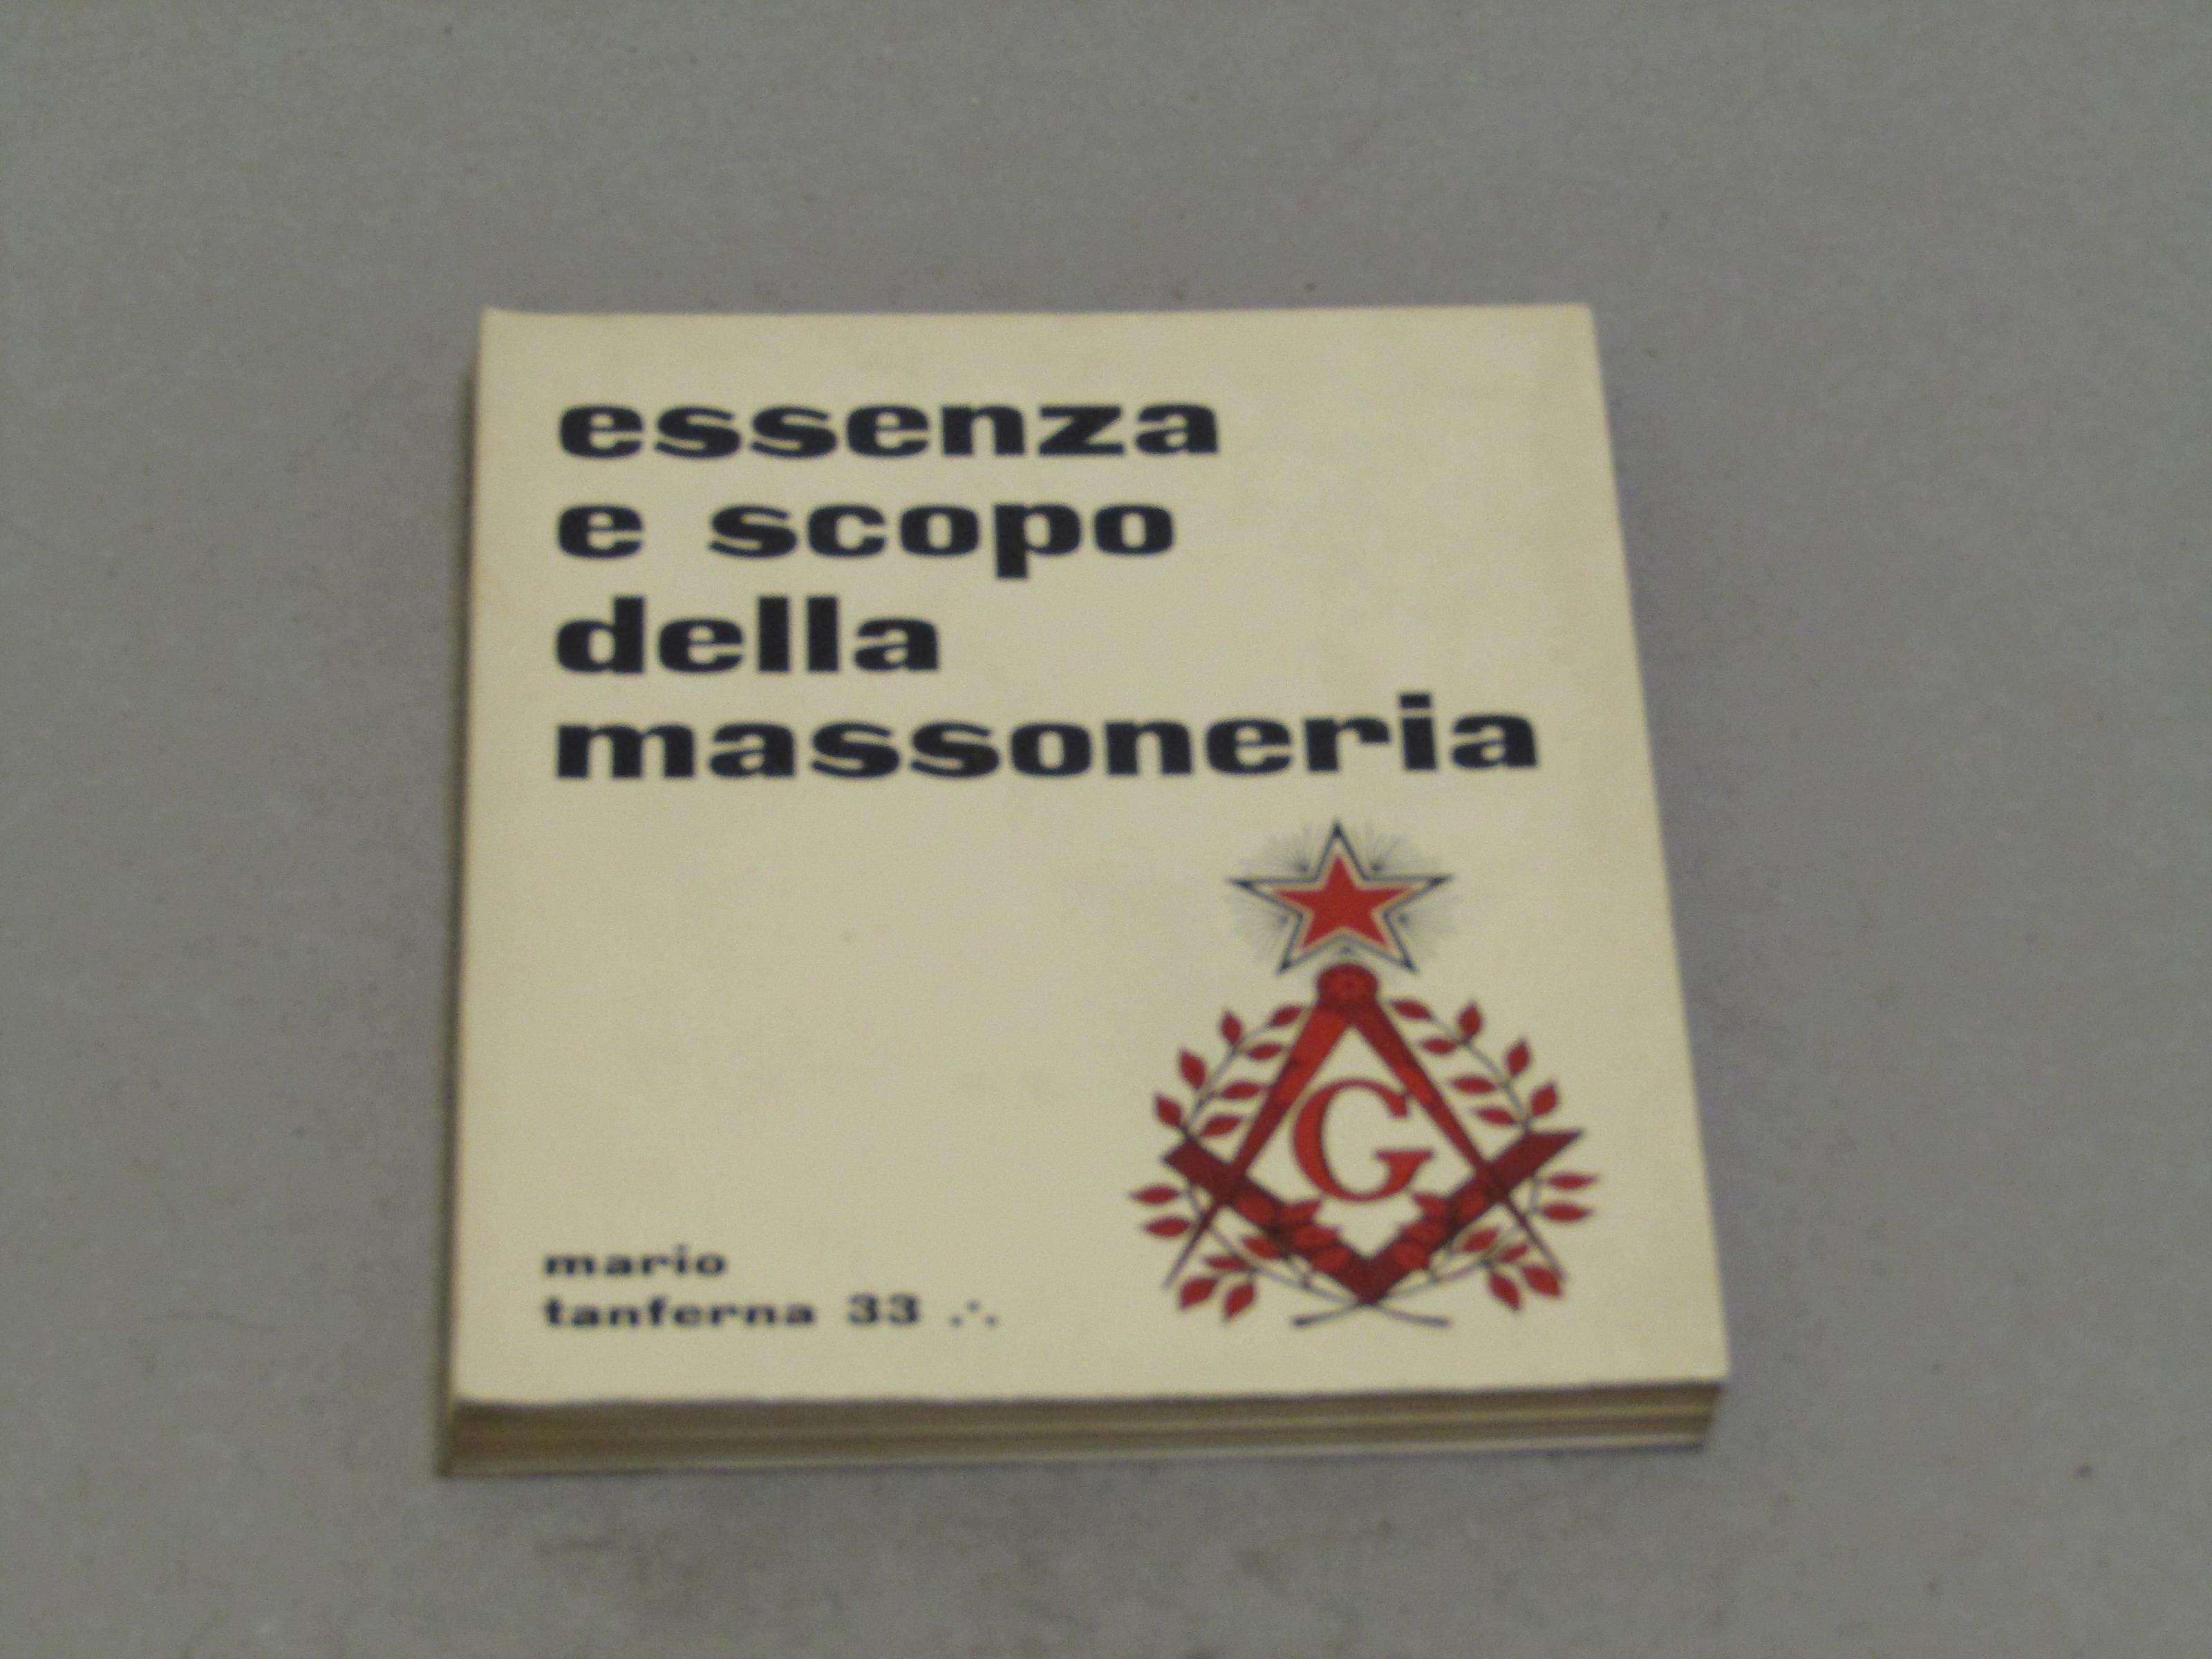 essenza
e scopo
della
massoneria
G
mario
tanferna 33 .·.